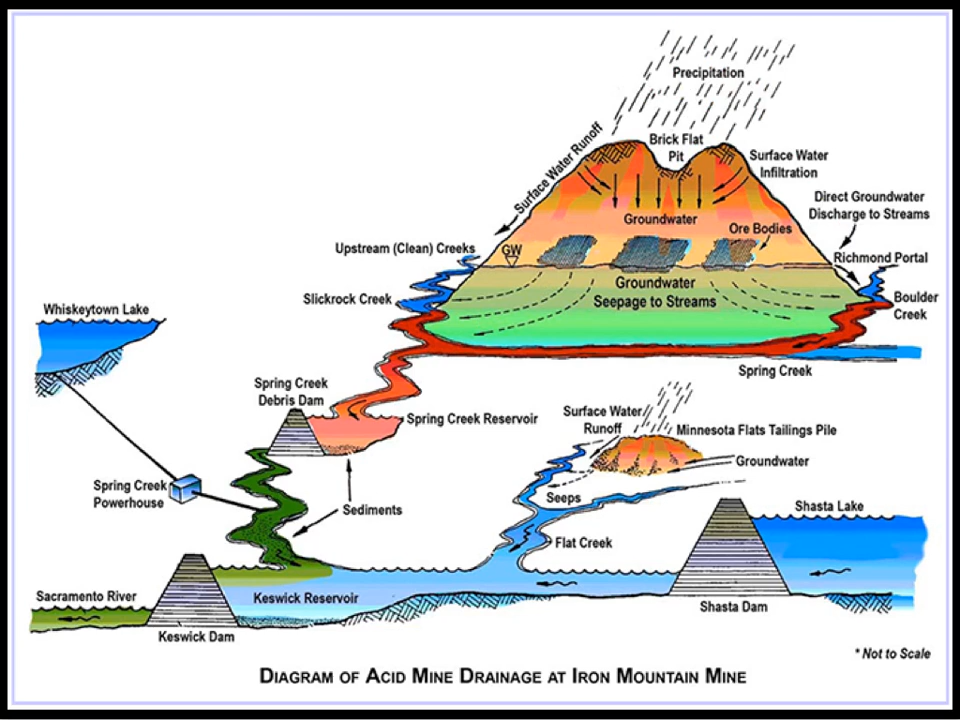 Precipitation
Brick Flat
Pit
Surface Water Runoff
Surface Water
Infiltration
Direct Groundwater
Discharge to Streams
Groundwater
Ore Bodies
Upstream (Clean) Creeks
GW
Richmond Portal
Groundwater
Seepage to Streams
Slickrock Creek
Boulder
Creek
Whiskeytown Lake
Spring Creek
Spring Creek
Debris Dam
Spring Creek Reservoir
Surface Water
Runoff
Minnesota Flats Tailings Pile
Groundwater
Spring Creek
Powerhouse
Sediments
Seeps
Shasta Lake
Flat Creek
Sacramento River
Keswick Reservoir
Shasta Dam
Keswick Dam
* Not to Scale
DIAGRAM OF ACID MINE DRAINAGE AT IRON MOUNTAIN MINE